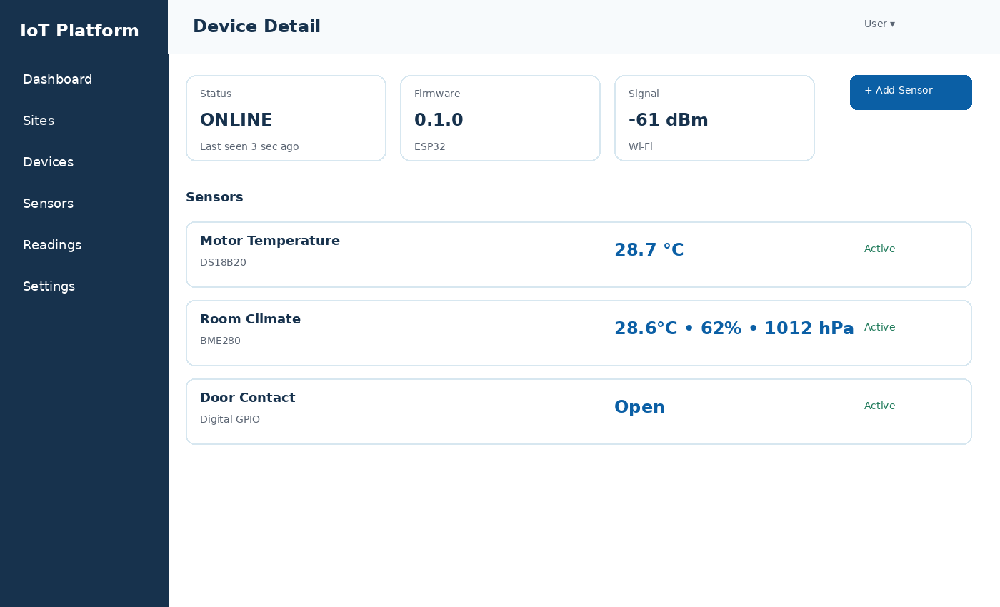 IoT Platform
Device Detail
User ▾
Dashboard
Sites
Devices
Sensors
Readings
Settings
Status
ONLINE
Last seen 3 sec ago
Firmware
0.1.0
ESP32
Signal
-61 dBm
Wi-Fi
+ Add Sensor
Sensors
Motor Temperature
DS18B20
28.7 °C
Active
Room Climate
BME280
28.6°C • 62% • 1012 hPa
Active
Door Contact
Digital GPIO
Open
Active